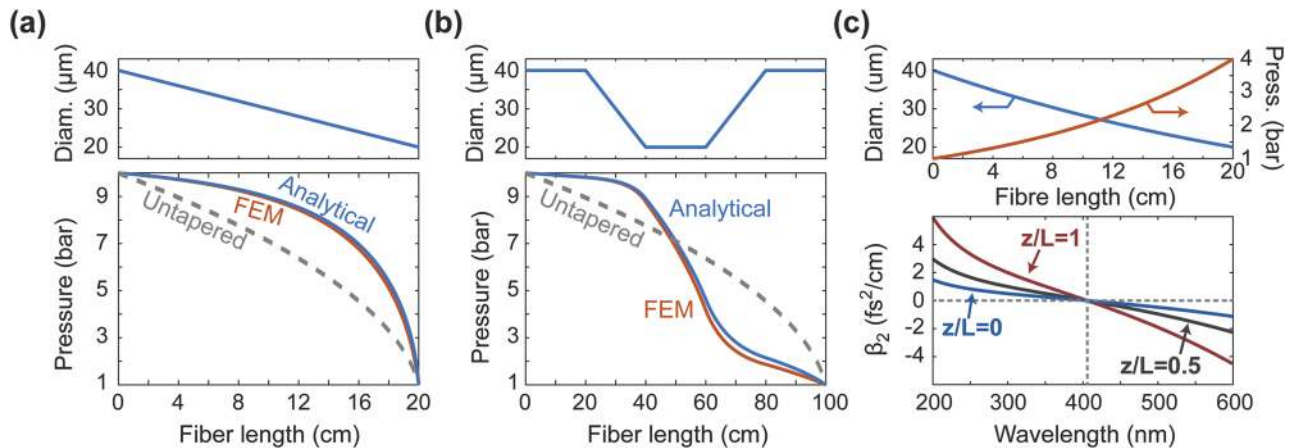 (a)
Diam. (µm)
40
30
20
Pressure (bar)
9
7
5
3
1
Analytical
FEM
Untapered
0 4 8 12 16 20
Fiber length (cm)
(b)
Diam. (µm)
40
30
20
Pressure (bar)
9
7
5
3
1
Untapered
Analytical
FEM
0 20 40 60 80 100
Fiber length (cm)
(c)
Diam. (µm)
40
30
20
Press. (bar)
4
3
2
1
0 4 8 12 16 20
Fibre length (cm)
β2 (fs²/cm)
4
2
0
-2
-4
z/L=1
z/L=0
z/L=0.5
200 300 400 500 600
Wavelength (nm)